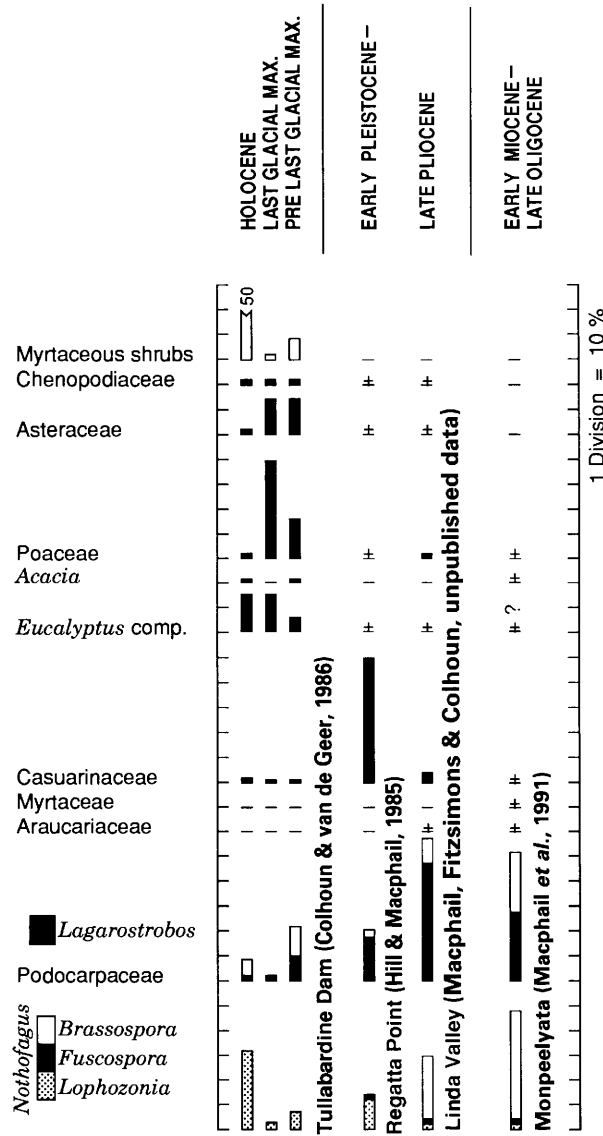 HOLOCENE
LAST GLACIAL MAX.
PRE LAST GLACIAL MAX.
EARLY PLEISTOCENE –
LATE PLIOCENE
EARLY MIOCENE –
LATE OLIGOCENE
50
Myrtaceous shrubs
Chenopodiaceae
Asteraceae
Poaceae
Acacia
Eucalyptus comp.
?
Casuarinaceae
Myrtaceae
Araucariaceae
Lagarostrobos
Podocarpaceae
Nothofagus
Brassospora
Fuscospora
Lophozonia
Tullabardine Dam (Colhoun & van de Geer, 1986)
Regatta Point (Hill & Macphail, 1985)
Linda Valley (Macphail, Fitzsimons & Colhoun, unpublished data)
Monpeelyata (Macphail et al., 1991)
1 Division = 10 %